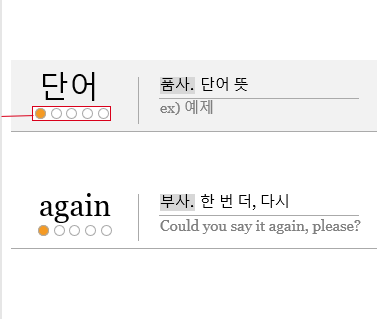 단어
품사. 단어 뜻
ex) 예제
again
부사. 한 번 더, 다시
Could you say it again, please?